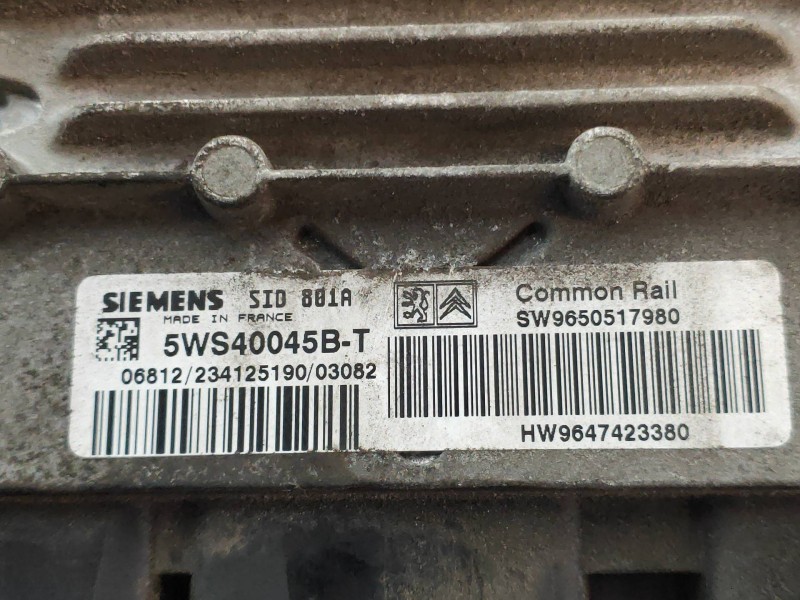 SIEMENS SID 801A
MADE IN FRANCE
5WS40045B-T
06812/234125190/03082
Common Rail
SW9650517980
HW9647423380